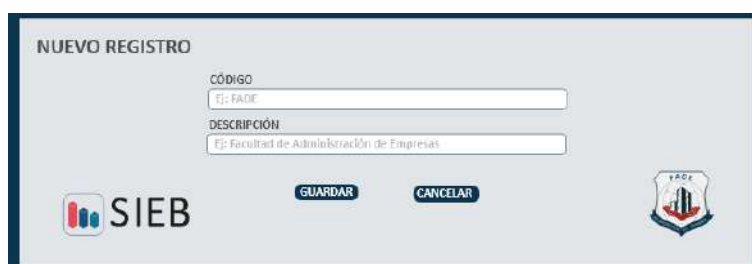 NUEVO REGISTRO
CÓDIGO
Ej: FADE
DESCRIPCIÓN
Ej: Facultad de Administración de Empresas
GUARDAR
CANCELAR
SIEB
FADE